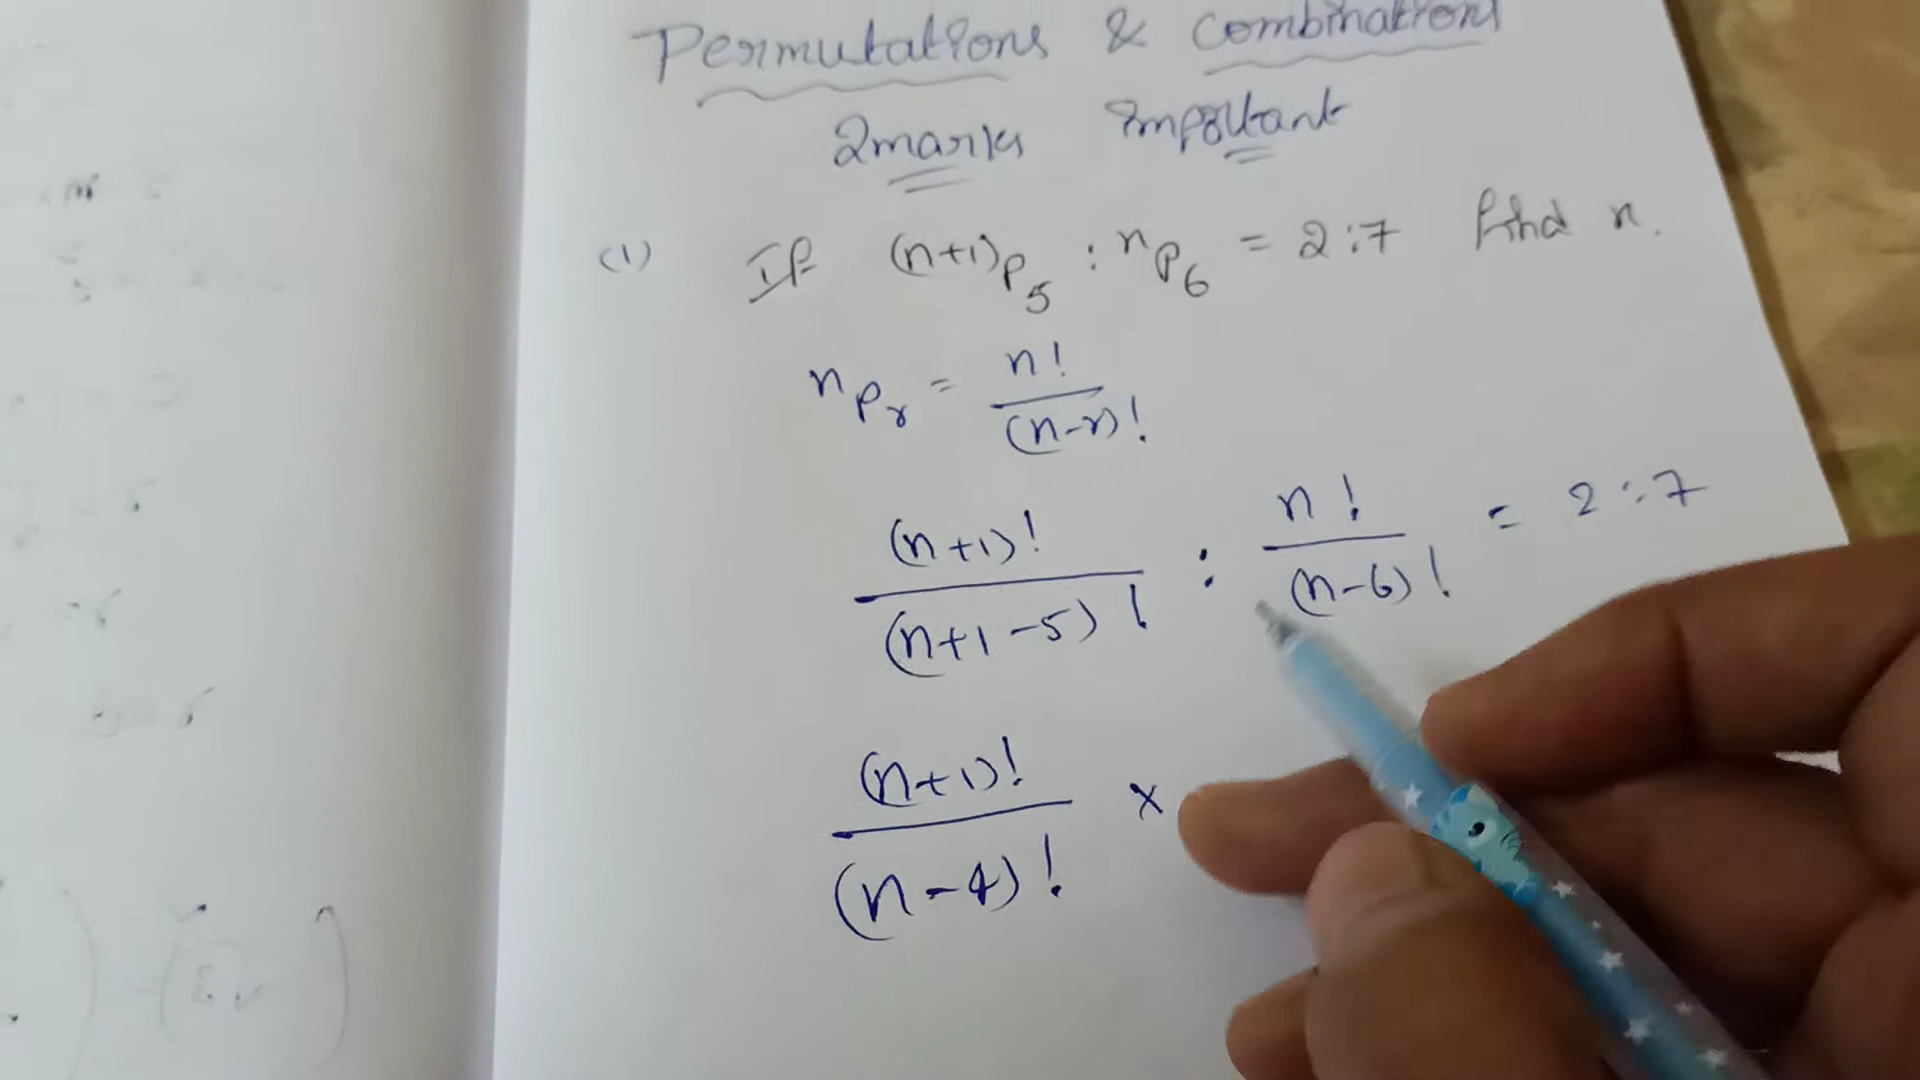 Permutations & Combinations
2marks Important
(1) If (n+1)P5 : nP6 = 2:7 find n.
nPr = n! / (n-r)!
(n+1)! / (n+1-5)! : n! / (n-6)! = 2:7
(n+1)! / (n-4)! ×